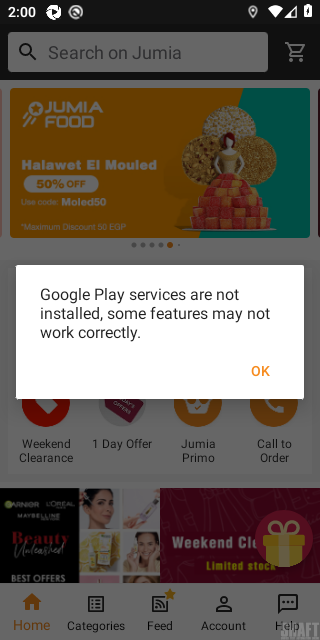 2:00
Search on Jumia
JUMIA
FOOD
Halawet El Mouled
50% OFF
Use code: Moled50
*Maximum Discount 50 EGP
Google Play services are not
installed, some features may not
work correctly.
OK
Weekend
Clearance
1 Day Offer
Jumia
Primo
Call to
Order
GARNIER
L'ORÉAL
MAYBELLINE
Beauty
Unleashed
BEST OFFERS
Weekend Cl
Limited stock
Home
Categories
Feed
Account
Help